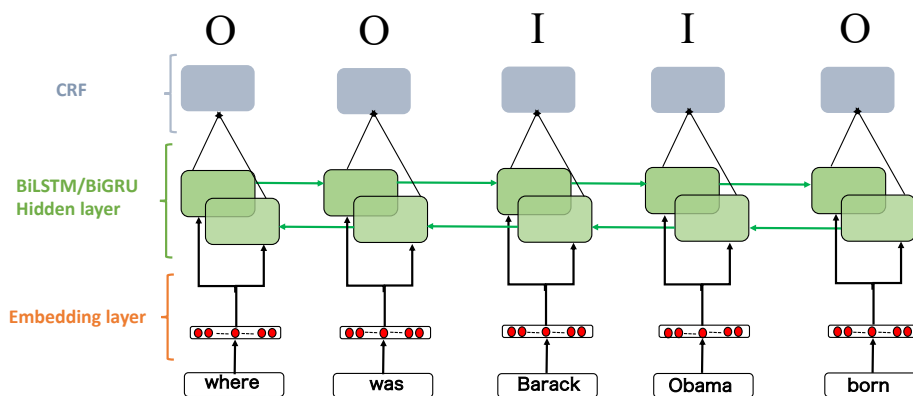 O O I I O
CRF
BiLSTM/BiGRU
Hidden layer
Embedding layer
where was Barack Obama born